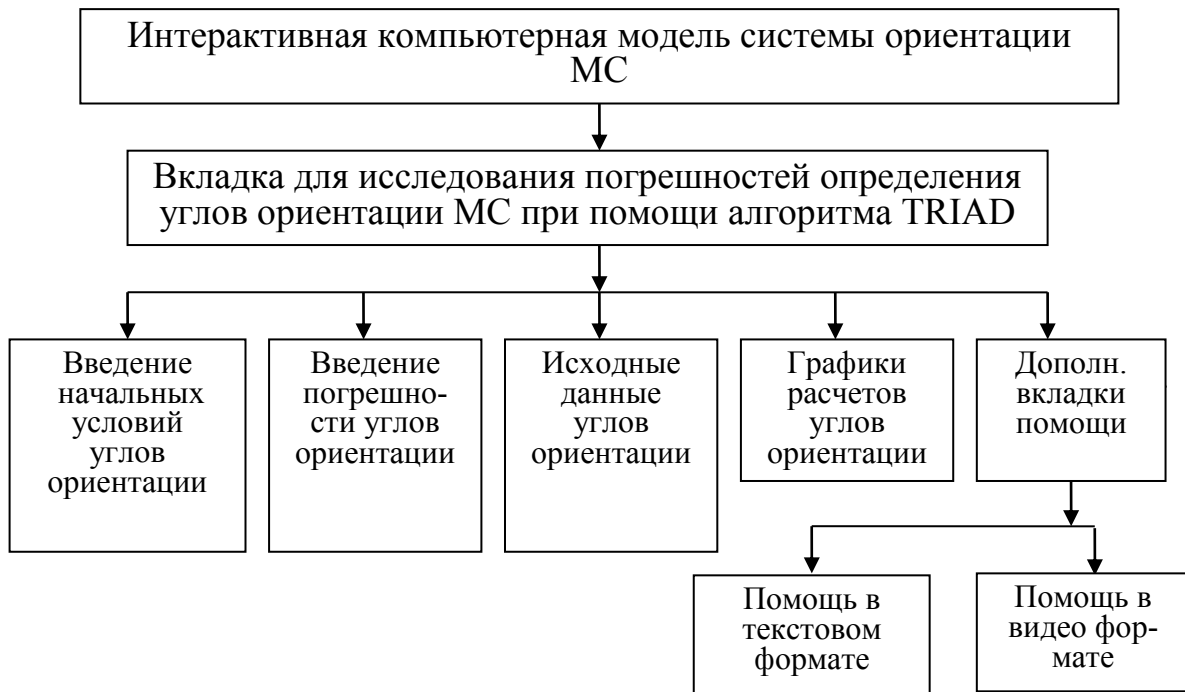 Интерактивная компьютерная модель системы ориентации
МС
Вкладка для исследования погрешностей определения
углов ориентации МС при помощи алгоритма TRIAD
Введение
начальных
условий
углов
ориентации
Введение
погрешно-
сти углов
ориентации
Исходные
данные
углов
ориентации
Графики
расчетов
углов
ориентации
Дополн.
вкладки
помощи
Помощь в
текстовом
формате
Помощь в
видео фор-
мате